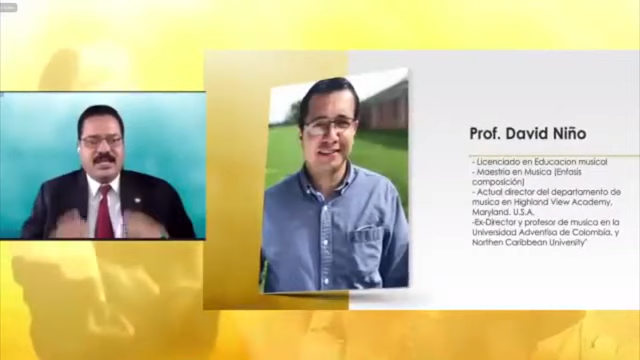 Prof. David Niño
- Licenciado en Educacion musical
- Maestria en Musica (Enfasis
composición)
- Actual director del departamento de
musica en Highland View Academy,
Maryland. U.S.A.
-Ex-Director y profesor de musica en la
Universidad Adventisa de Colombia, y
Northen Caribbean University"